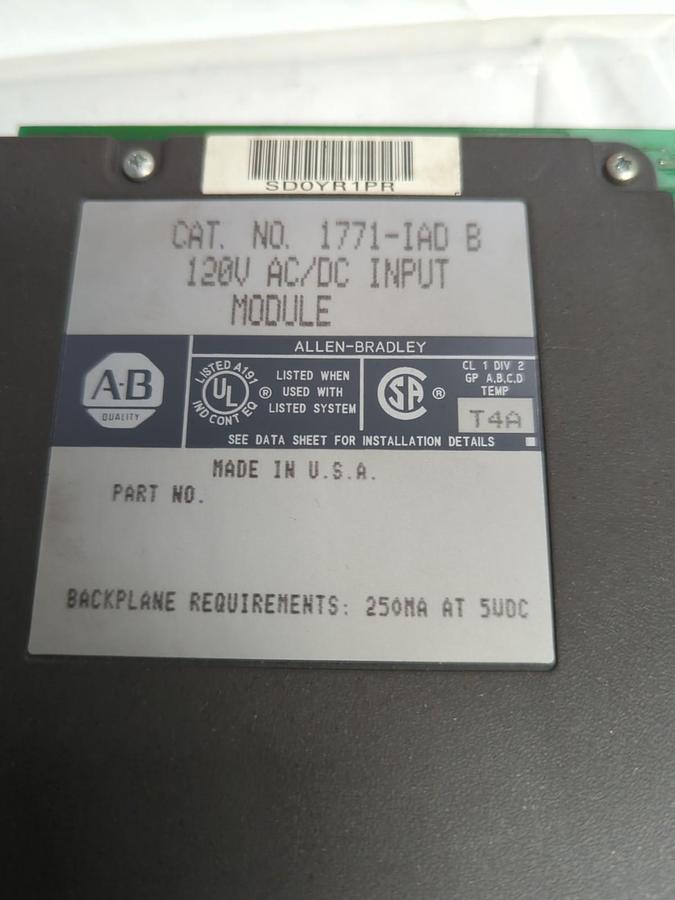 SD0YR1PR
CAT. NO. 1771-IAD B
120V AC/DC INPUT
MODULE
ALLEN-BRADLEY
A-B
QUALITY
LISTED A191
UL
IND CONT EQ
®
LISTED WHEN
USED WITH
LISTED SYSTEM
SA
®
CL 1 DIV 2
GP A,B,C,D
TEMP
T4A
SEE DATA SHEET FOR INSTALLATION DETAILS
MADE IN U.S.A.
PART NO.
BACKPLANE REQUIREMENTS: 250MA AT 5VDC